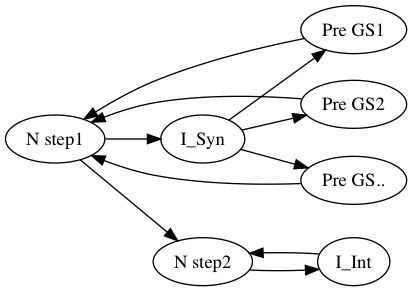 Pre GS1
Pre GS2
N step1
I_Syn
Pre GS..
N step2
I_Int